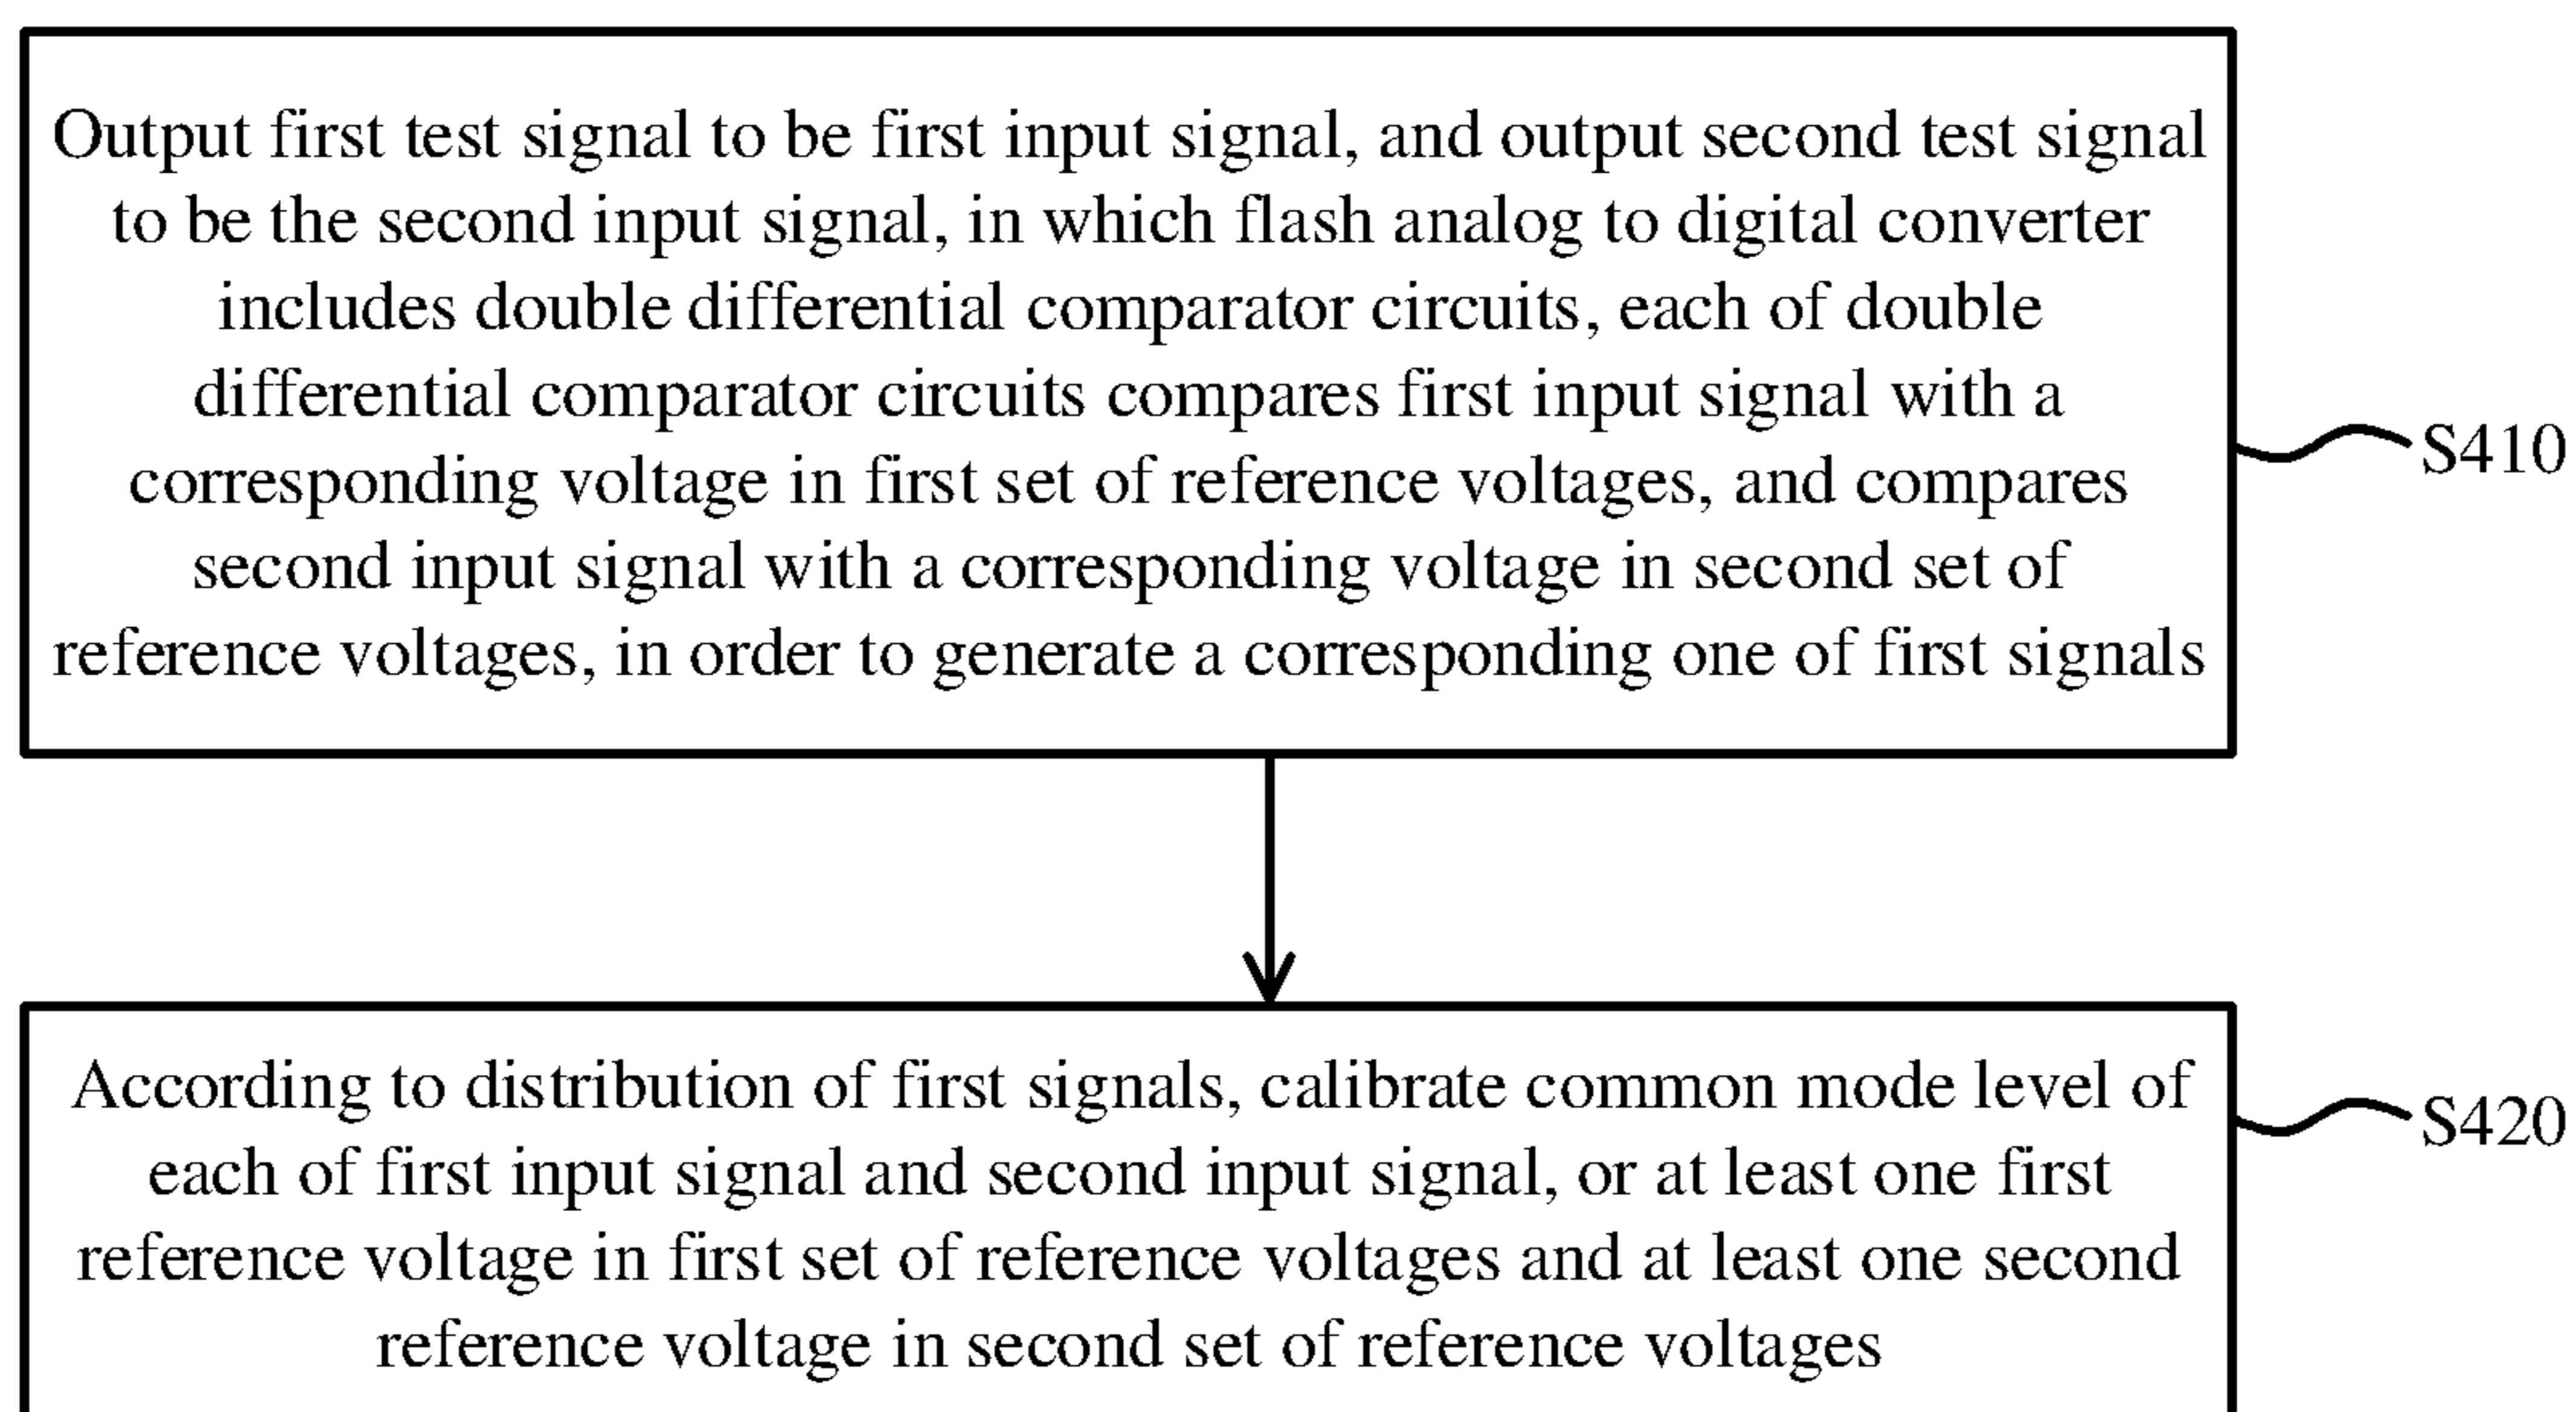 Output first test signal to be first input signal, and output second test signal
to be the second input signal, in which flash analog to digital converter
includes double differential comparator circuits, each of double
differential comparator circuits compares first input signal with a
corresponding voltage in first set of reference voltages, and compares
second input signal with a corresponding voltage in second set of
reference voltages, in order to generate a corresponding one of first signals
S410
According to distribution of first signals, calibrate common mode level of
each of first input signal and second input signal, or at least one first
reference voltage in first set of reference voltages and at least one second
reference voltage in second set of reference voltages
S420